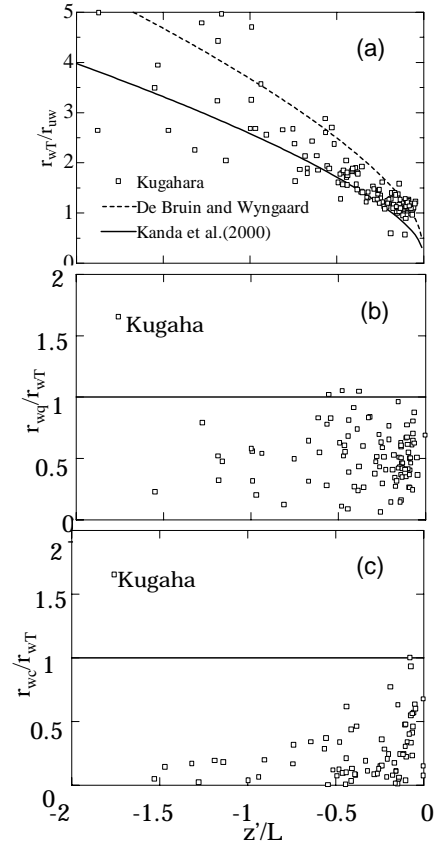 5
4
3
2
1
0
r_wT/r_uw
(a)
Kugahara
De Bruin and Wyngaard
Kanda et al.(2000)
2
1.5
1
0.5
0
r_wq/r_wT
(b)
Kugaha
2
1.5
1
0.5
0
r_wc/r_wT
(c)
Kugaha
-2
-1.5
-1
-0.5
0
z'/L